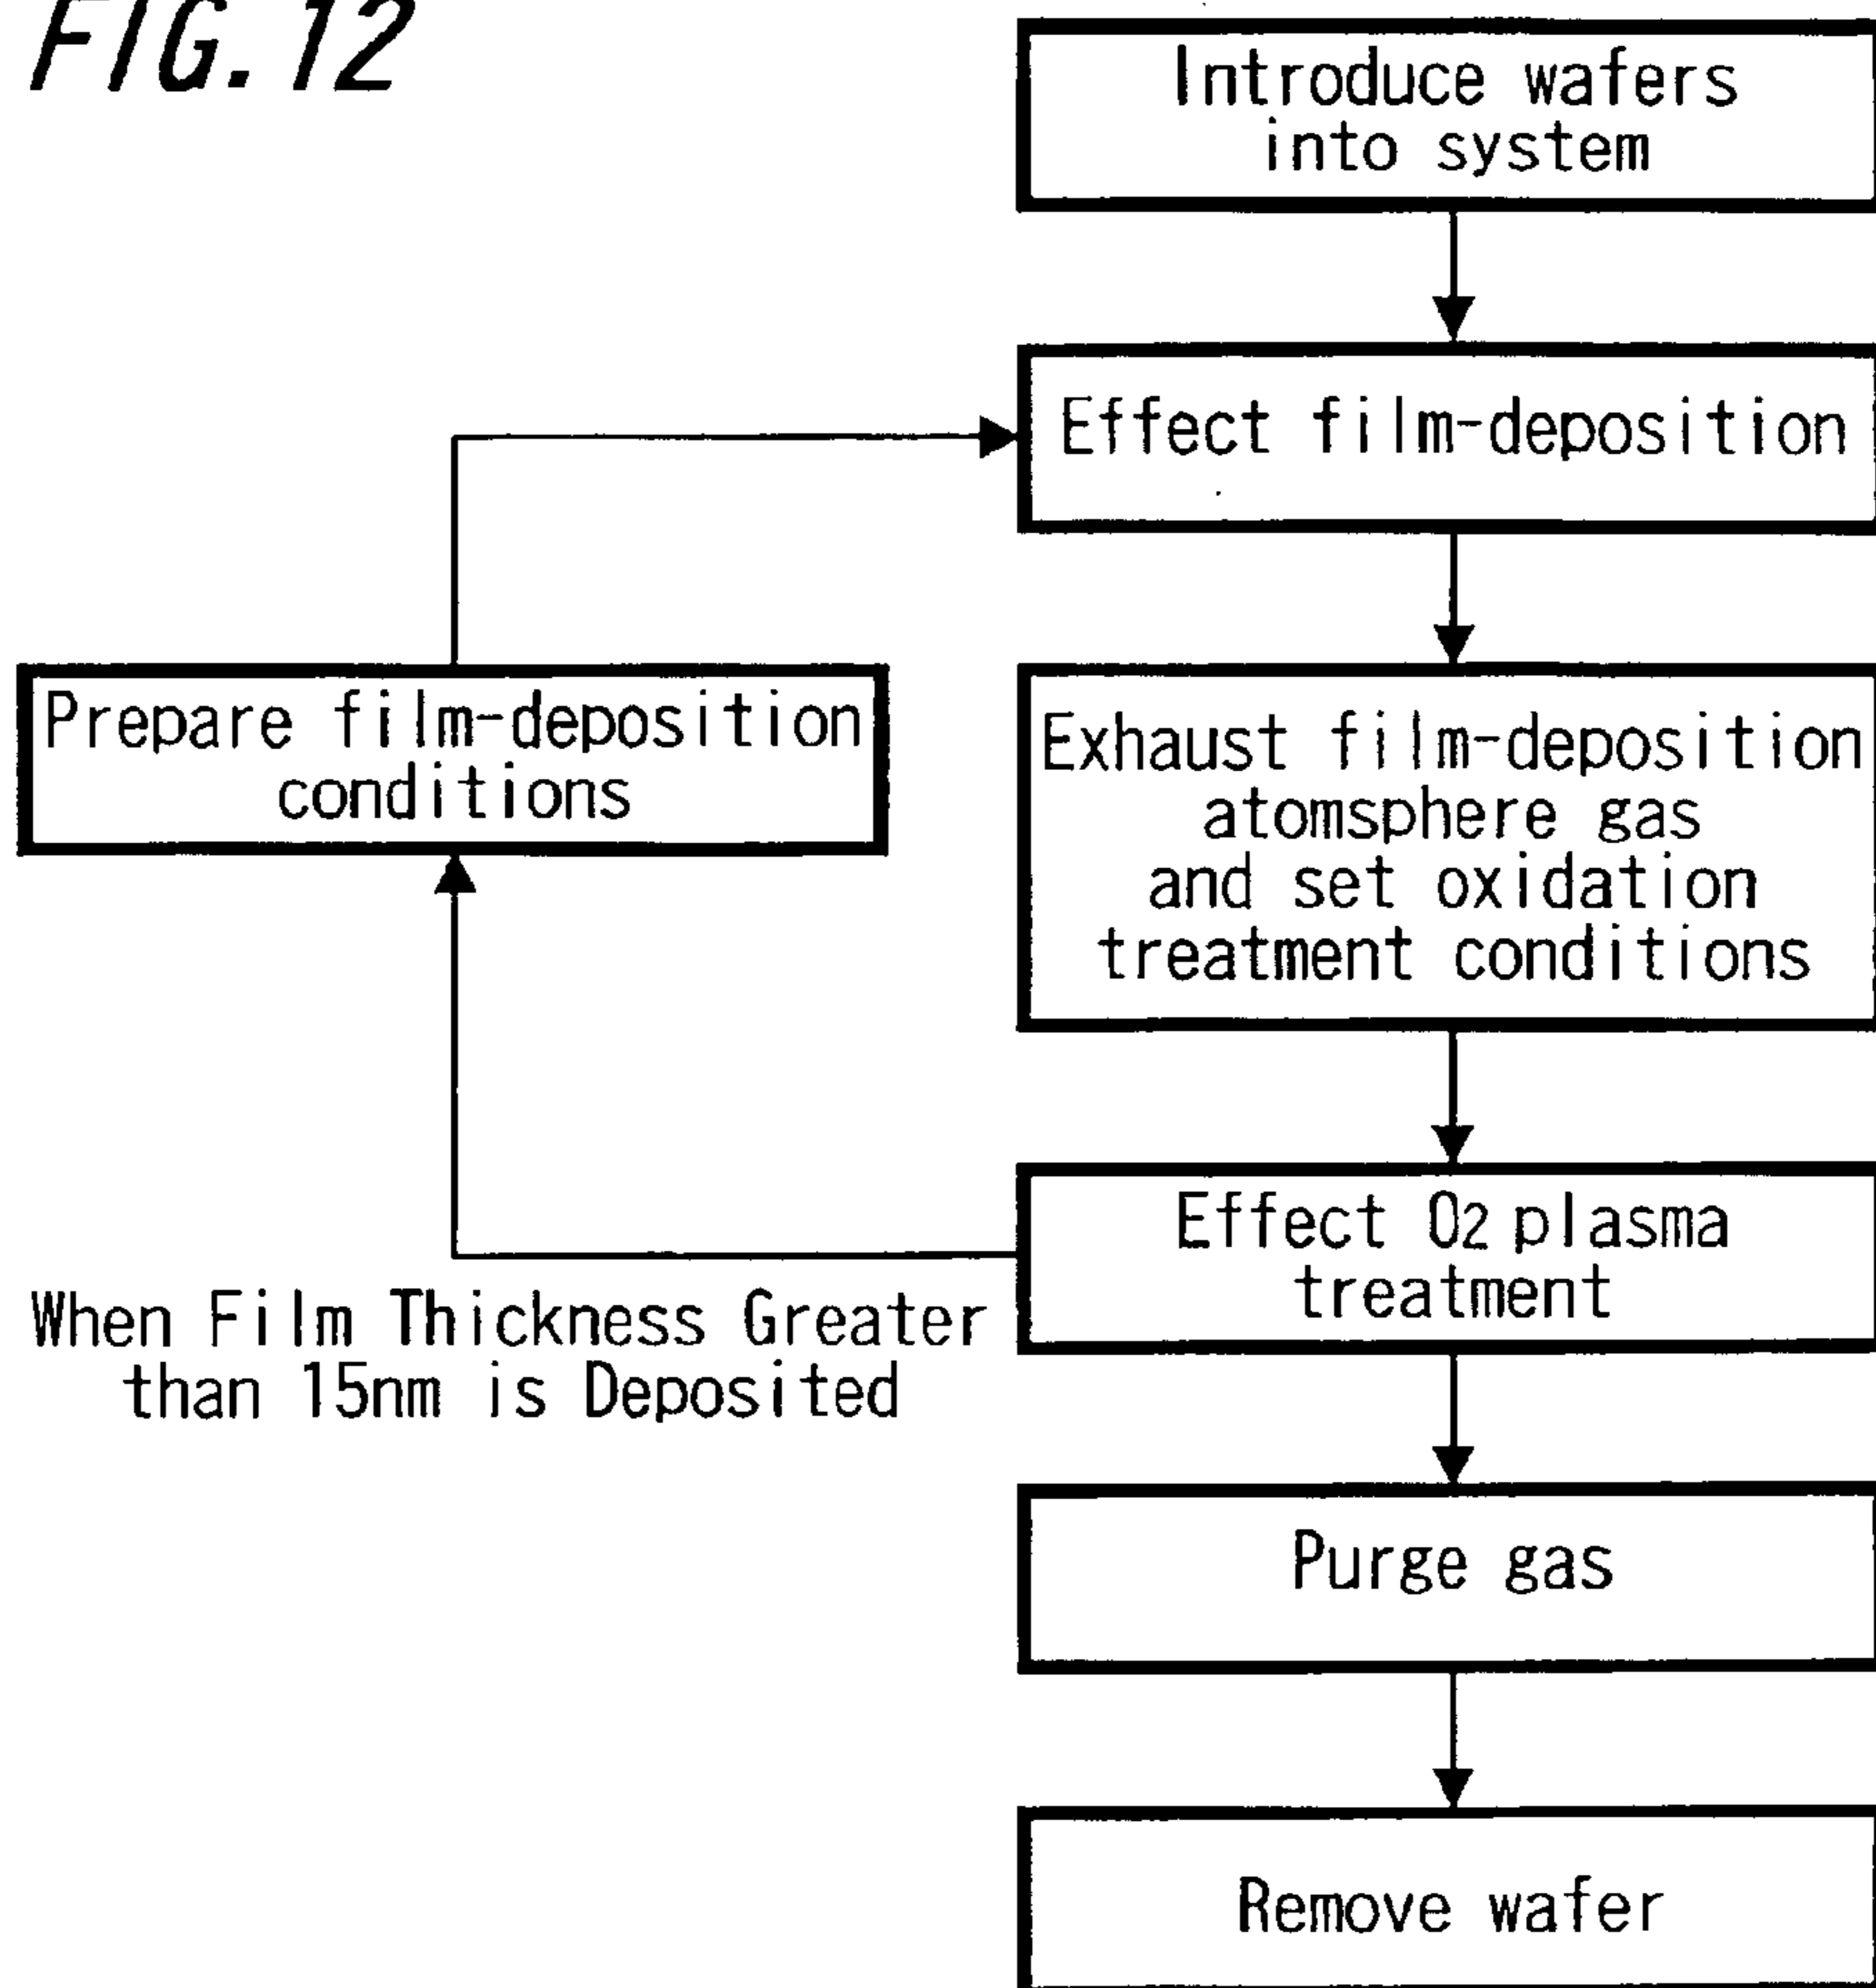 FIG.12
Introduce wafers
into system
Effect film-deposition
Prepare film-deposition
conditions
Exhaust film-deposition
atomsphere gas
and set oxidation
treatment conditions
Effect O2 plasma
treatment
When Film Thickness Greater
than 15nm is Deposited
Purge gas
Remove wafer